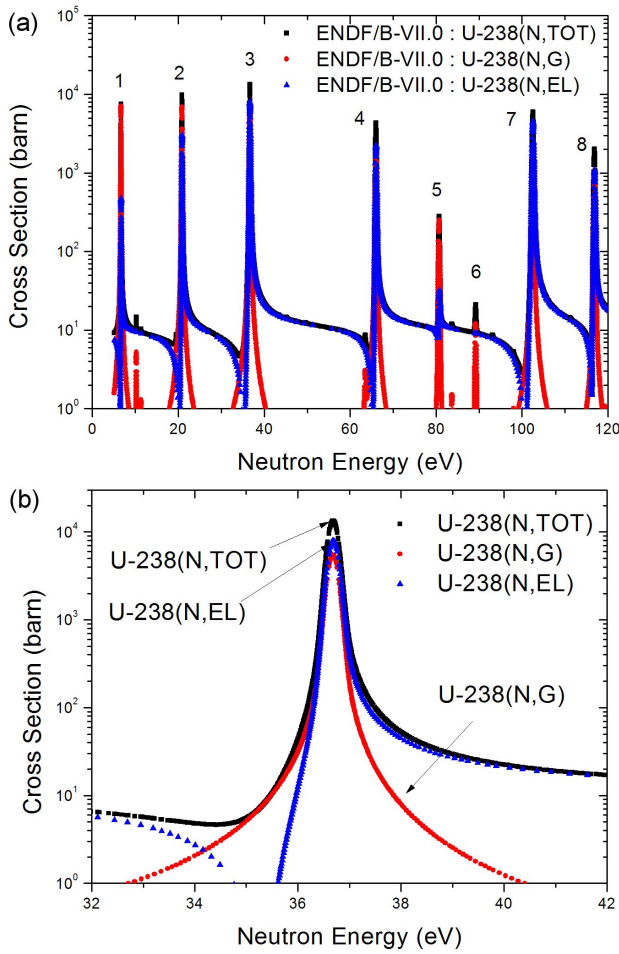 (a)
ENDF/B-VII.0 : U-238(N,TOT)
ENDF/B-VII.0 : U-238(N,G)
ENDF/B-VII.0 : U-238(N,EL)
1 2 3 4 5 6 7 8
10^5
10^4
10^3
10^2
10^1
10^0
Cross Section (barn)
0 20 40 60 80 100 120
Neutron Energy (eV)
(b)
U-238(N,TOT)
U-238(N,G)
U-238(N,EL)
U-238(N,TOT)
U-238(N,EL)
U-238(N,G)
10^4
10^3
10^2
10^1
10^0
Cross Section (barn)
32 34 36 38 40 42
Neutron Energy (eV)